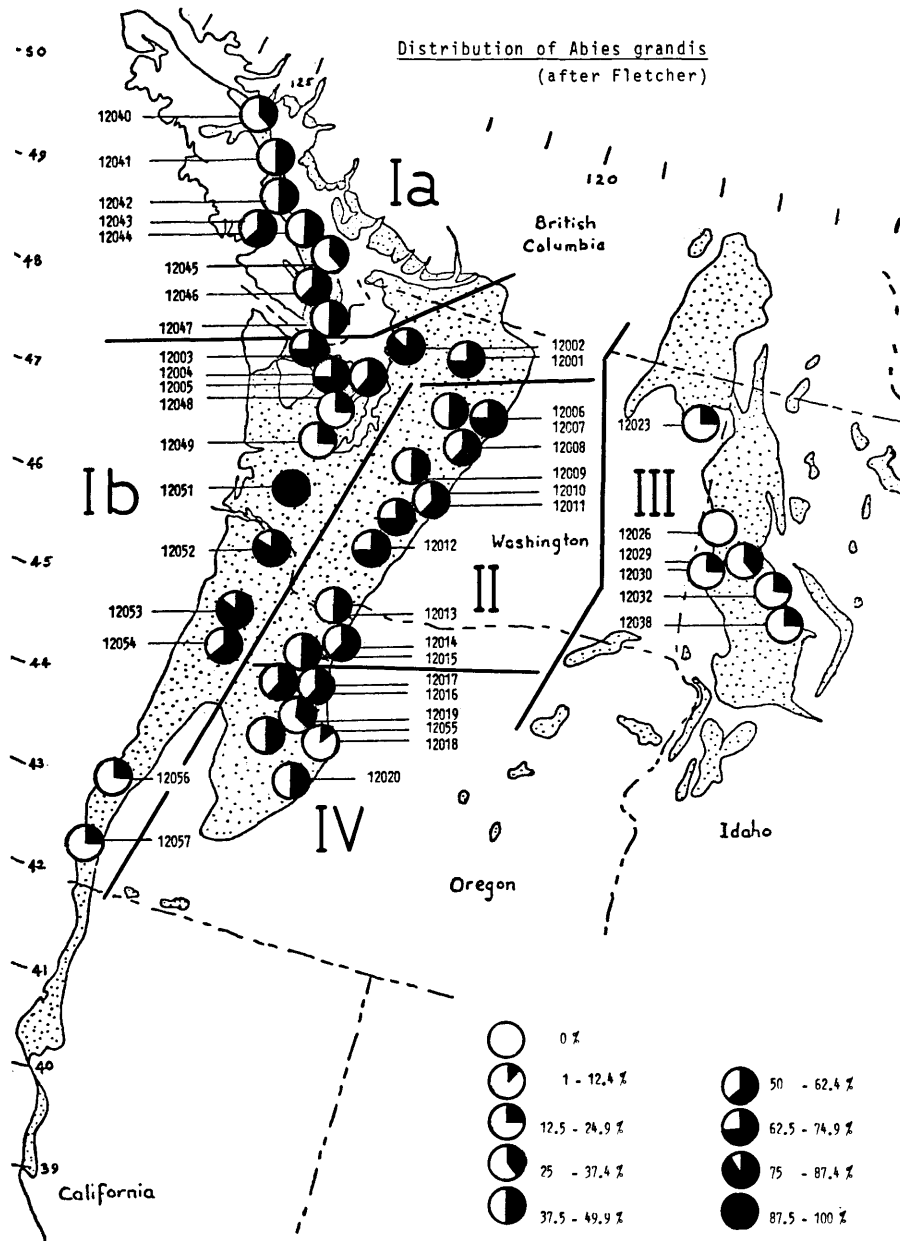 Distribution of Abies grandis
(after Fletcher)
50
49
48
47
46
45
44
43
42
41
40
39
125
120
12040
12041
12042
12043
12044
12045
12046
12047
Ia
British
Columbia
12003
12004
12005
12048
12049
12002
12001
Ib
12051
12052
12053
12054
12056
12057
12006
12007
12008
12009
12010
12011
12012
Washington
II
12013
12014
12015
12017
12016
12019
12055
12018
12020
IV
III
12023
12026
12029
12030
12032
12038
Oregon
Idaho
California
0 %
1 - 12.4 %
12.5 - 24.9 %
25 - 37.4 %
37.5 - 49.9 %
50 - 62.4 %
62.5 - 74.9 %
75 - 87.4 %
87.5 - 100 %